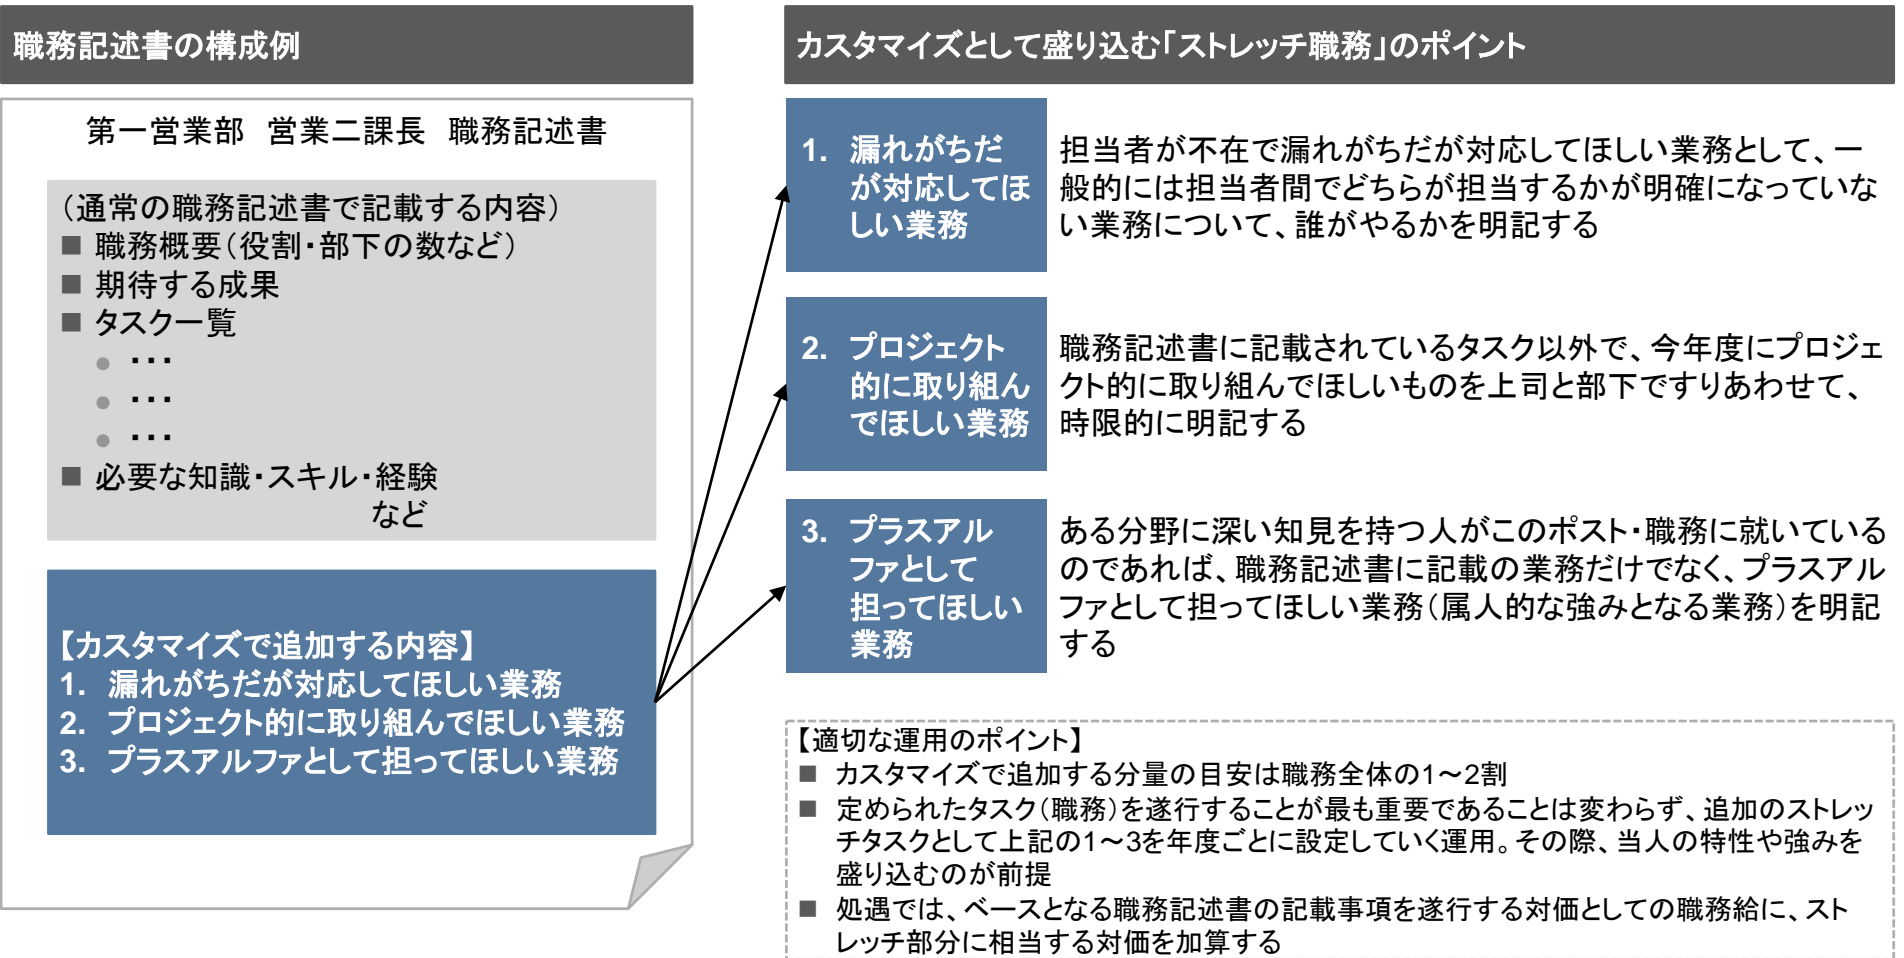 職務記述書の構成例
第一営業部　営業二課長　職務記述書
（通常の職務記述書で記載する内容）
■ 職務概要（役割・部下の数など）
■ 期待する成果
■ タスク一覧
● ・・・
● ・・・
● ・・・
■ 必要な知識・スキル・経験
など
【カスタマイズで追加する内容】
1. 漏れがちだが対応してほしい業務
2. プロジェクト的に取り組んでほしい業務
3. プラスアルファとして担ってほしい業務
カスタマイズとして盛り込む「ストレッチ職務」のポイント
1. 漏れがちだ
が対応してほ
しい業務
担当者が不在で漏れがちだが対応してほしい業務として、一
般的には担当者間でどちらが担当するかが明確になっていな
い業務について、誰がやるかを明記する
2. プロジェクト
的に取り組ん
でほしい業務
職務記述書に記載されているタスク以外で、今年度にプロジェ
クト的に取り組んでほしいものを上司と部下ですりあわせて、
時限的に明記する
3. プラスアル
ファとして
担ってほしい
業務
ある分野に深い知見を持つ人がこのポスト・職務に就いている
のであれば、職務記述書に記載の業務だけでなく、プラスアル
ファとして担ってほしい業務（属人的な強みとなる業務）を明記
する
【適切な運用のポイント】
■ カスタマイズで追加する分量の目安は職務全体の1～2割
■ 定められたタスク（職務）を遂行することが最も重要であることは変わらず、追加のストレッ
チタスクとして上記の1～3を年度ごとに設定していく運用。その際、当人の特性や強みを
盛り込むのが前提
■ 処遇では、ベースとなる職務記述書の記載事項を遂行する対価としての職務給に、スト
レッチ部分に相当する対価を加算する